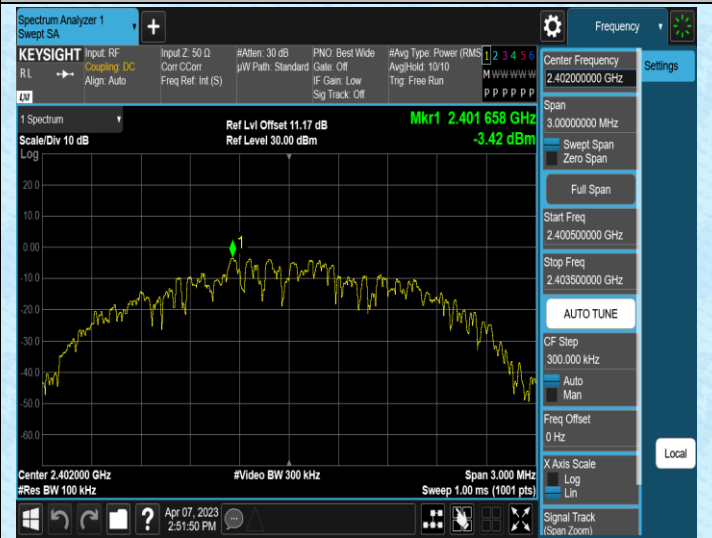 Spectrum Analyzer 1
Swept SA
+
Frequency
KEYSIGHT
RL
LXI
Input: RF
Coupling: DC
Align: Auto
Input Z: 50 Ω
Corr CCorr
Freq Ref: Int (S)
#Atten: 30 dB
µW Path: Standard
PNO: Best Wide
Gate: Off
IF Gain: Low
Sig Track: Off
#Avg Type: Power (RMS)
Avg|Hold: 10/10
Trig: Free Run
1 2 3 4 5 6
M W W W W W
P P P P P P
1 Spectrum
Scale/Div 10 dB
Log
Ref Lvl Offset 11.17 dB
Ref Level 30.00 dBm
Mkr1 2.401 658 GHz
-3.42 dBm
20.0
10.0
0.00
-10.0
-20.0
-30.0
-40.0
-50.0
-60.0
1
Center 2.402000 GHz
#Res BW 100 kHz
#Video BW 300 kHz
Span 3.000 MHz
Sweep 1.00 ms (1001 pts)
?
Apr 07, 2023
2:51:50 PM
Center Frequency
2.402000000 GHz
Settings
Span
3.00000000 MHz
Swept Span
Zero Span
Full Span
Start Freq
2.400500000 GHz
Stop Freq
2.403500000 GHz
AUTO TUNE
CF Step
300.000 kHz
Auto
Man
Freq Offset
0 Hz
X Axis Scale
Log
Lin
Signal Track
(Span Zoom)
Local